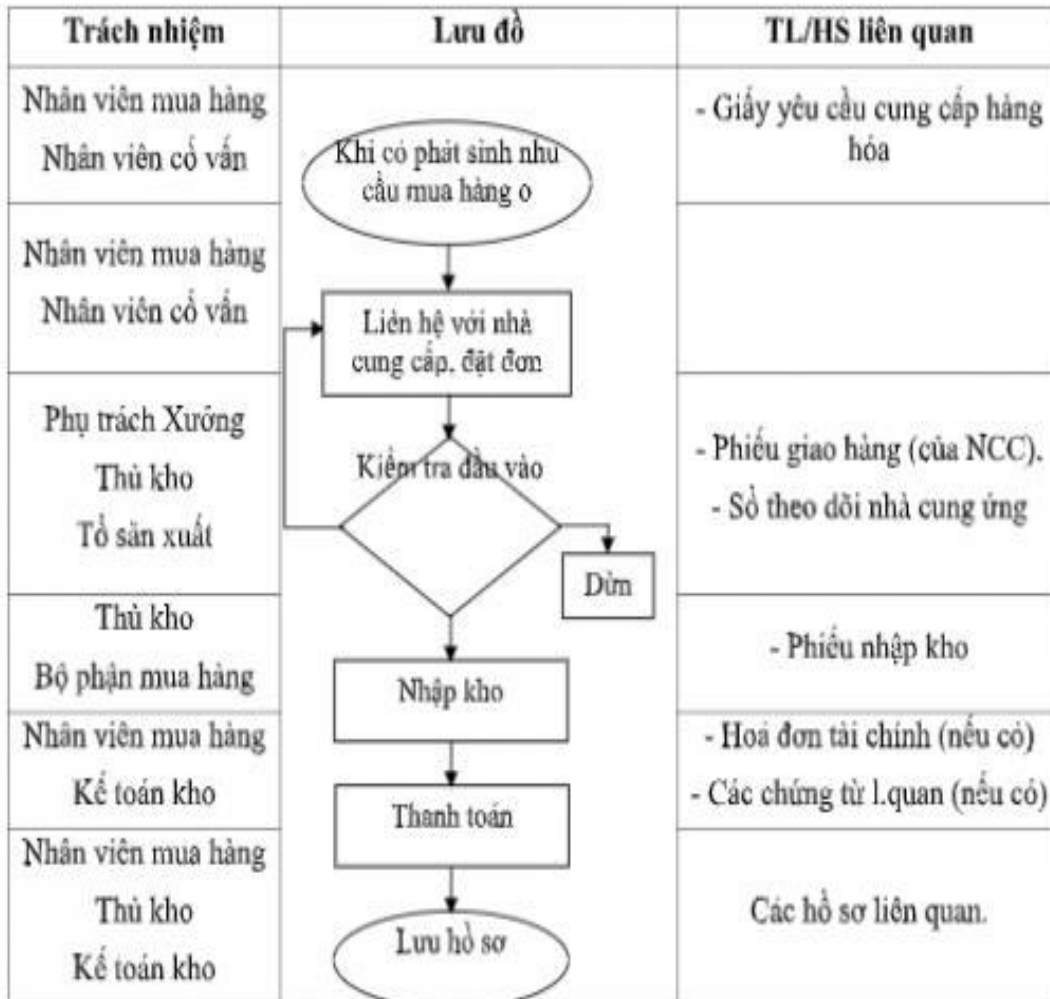 Trách nhiệm
Lưu đồ
TL/HS liên quan
Nhân viên mua hàng
Nhân viên cố vấn
Khi có phát sinh nhu
cầu mua hàng o
- Giấy yêu cầu cung cấp hàng
hóa
Nhân viên mua hàng
Nhân viên cố vấn
Liên hệ với nhà
cung cấp, đặt đơn
Phụ trách Xưởng
Thủ kho
Tổ sản xuất
Kiểm tra đầu vào
Dừn
- Phiếu giao hàng (của NCC).
- Sổ theo dõi nhà cung ứng
Thủ kho
Bộ phận mua hàng
Nhập kho
- Phiếu nhập kho
Nhân viên mua hàng
Kế toán kho
Thanh toán
- Hoá đơn tài chính (nếu có)
- Các chứng từ l.quan (nếu có)
Nhân viên mua hàng
Thủ kho
Kế toán kho
Lưu hồ sơ
Các hồ sơ liên quan.